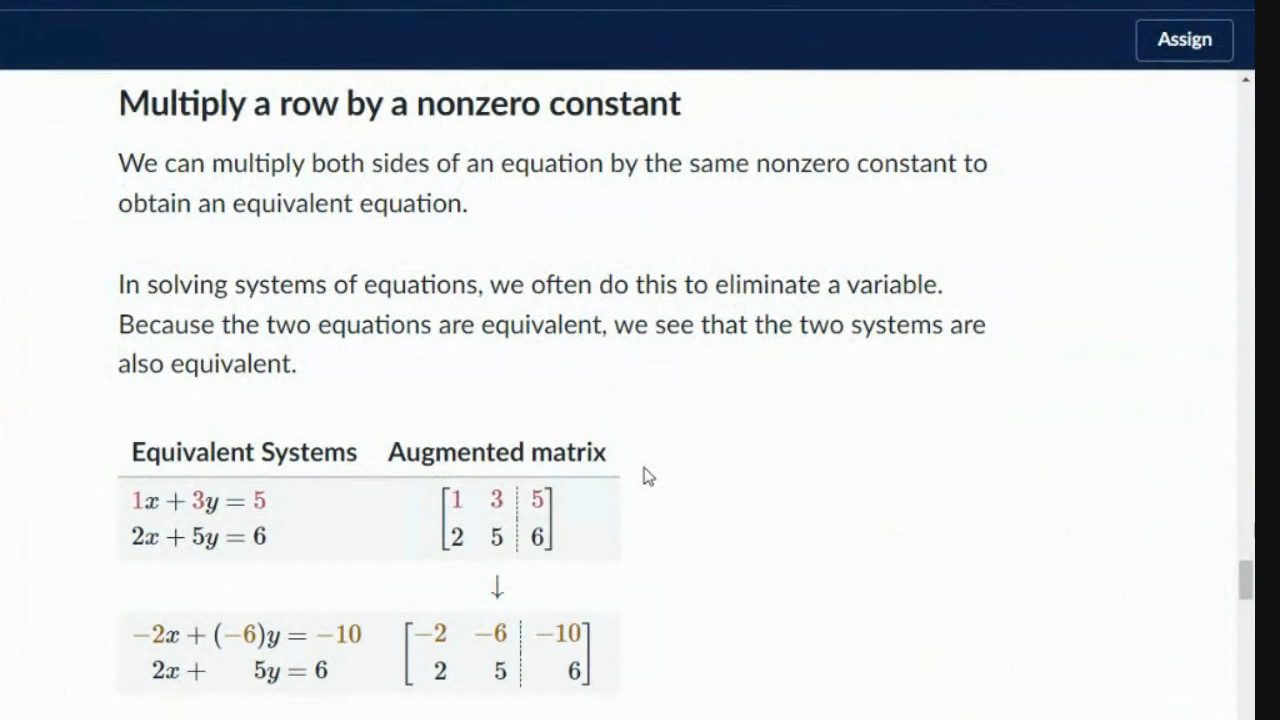 Assign
Multiply a row by a nonzero constant
We can multiply both sides of an equation by the same nonzero constant to
obtain an equivalent equation.
In solving systems of equations, we often do this to eliminate a variable.
Because the two equations are equivalent, we see that the two systems are
also equivalent.
Equivalent Systems Augmented matrix
1x + 3y = 5 [1 3 | 5]
2x + 5y = 6 [2 5 | 6]
↓
−2x + (−6)y = −10 [−2 −6 | −10]
2x + 5y = 6 [2 5 | 6]